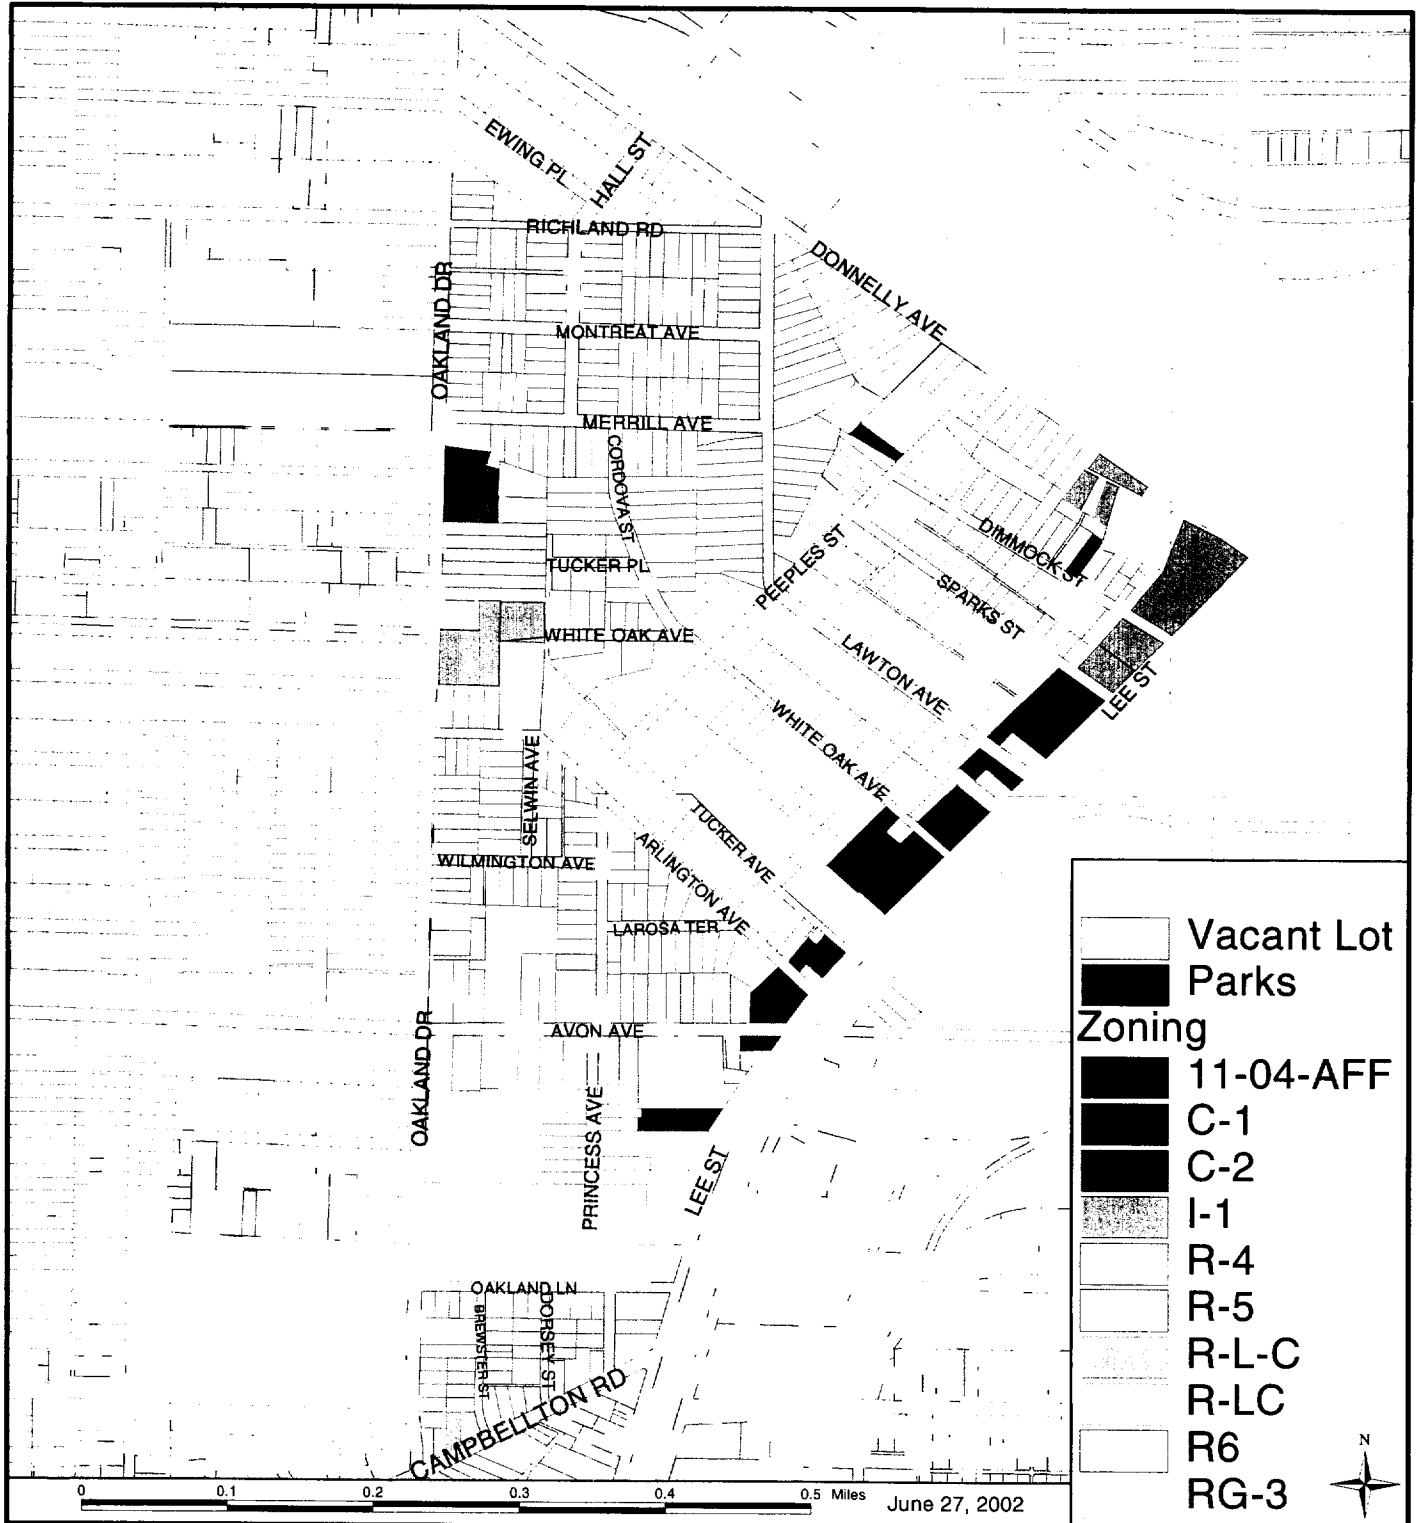 EWING PL
HALL ST
RICHLAND RD
DONNELLY AVE
OAKLAND DR
MONTREAT AVE
MERRILL AVE
CORDOVA ST
DIMMOCK ST
TUCKER PL
PEEPLES ST
SPARKS ST
WHITE OAK AVE
LAWTON AVE
LEE ST
WHITE OAK AVE
SELWIN AVE
TUCKER AVE
ARLINGTON AVE
WILMINGTON AVE
LAROSA TER
AVON AVE
OAKLAND DR
PRINCESS AVE
LEE ST
OAKLAND LN
BREWSTER ST
DORSEY ST
CAMPBELLTON RD
Vacant Lot
Parks
Zoning
11-04-AFF
C-1
C-2
I-1
R-4
R-5
R-L-C
R-LC
R6
RG-3
N
0 0.1 0.2 0.3 0.4 0.5 Miles
June 27, 2002